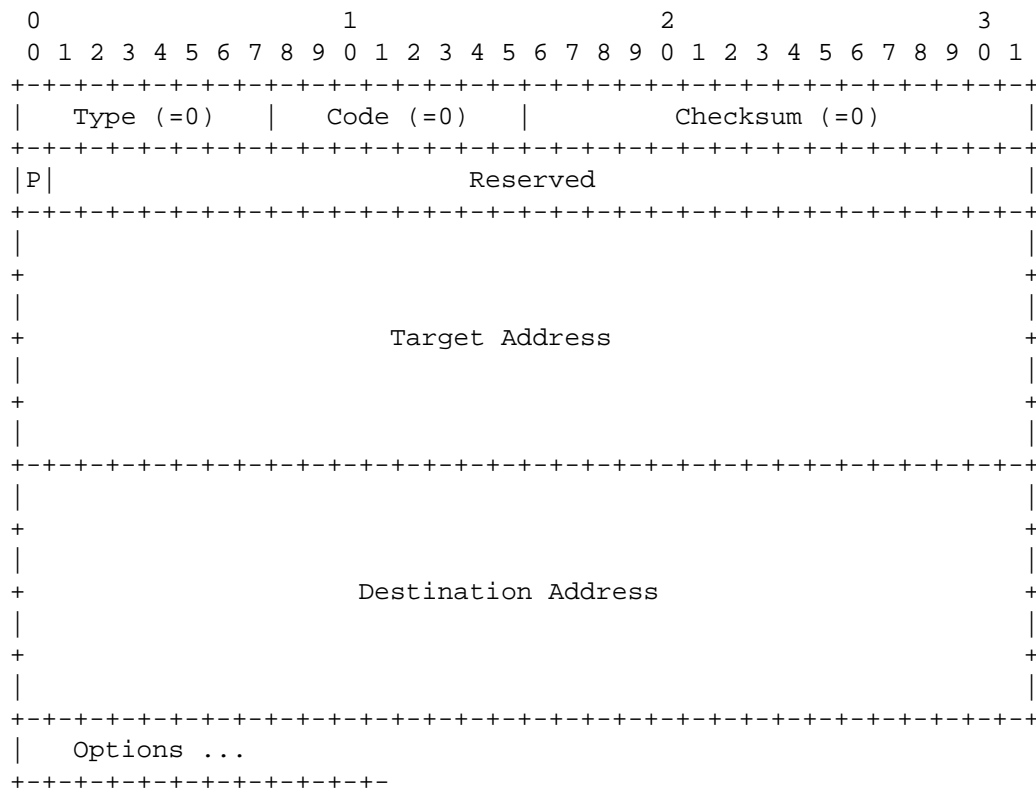 0                   1                   2                   3
 0 1 2 3 4 5 6 7 8 9 0 1 2 3 4 5 6 7 8 9 0 1 2 3 4 5 6 7 8 9 0 1
+-+-+-+-+-+-+-+-+-+-+-+-+-+-+-+-+-+-+-+-+-+-+-+-+-+-+-+-+-+-+-+-+
|   Type (=0)   |   Code (=0)   |         Checksum (=0)         |
+-+-+-+-+-+-+-+-+-+-+-+-+-+-+-+-+-+-+-+-+-+-+-+-+-+-+-+-+-+-+-+-+
|P|                          Reserved                           |
+-+-+-+-+-+-+-+-+-+-+-+-+-+-+-+-+-+-+-+-+-+-+-+-+-+-+-+-+-+-+-+-+
|                                                               |
+                                                               +
|                                                               |
+                       Target Address                          +
|                                                               |
+                                                               +
|                                                               |
+-+-+-+-+-+-+-+-+-+-+-+-+-+-+-+-+-+-+-+-+-+-+-+-+-+-+-+-+-+-+-+-+
|                                                               |
+                                                               +
|                                                               |
+                     Destination Address                       +
|                                                               |
+                                                               +
|                                                               |
+-+-+-+-+-+-+-+-+-+-+-+-+-+-+-+-+-+-+-+-+-+-+-+-+-+-+-+-+-+-+-+-+
|   Options ...
+-+-+-+-+-+-+-+-+-+-+-+-